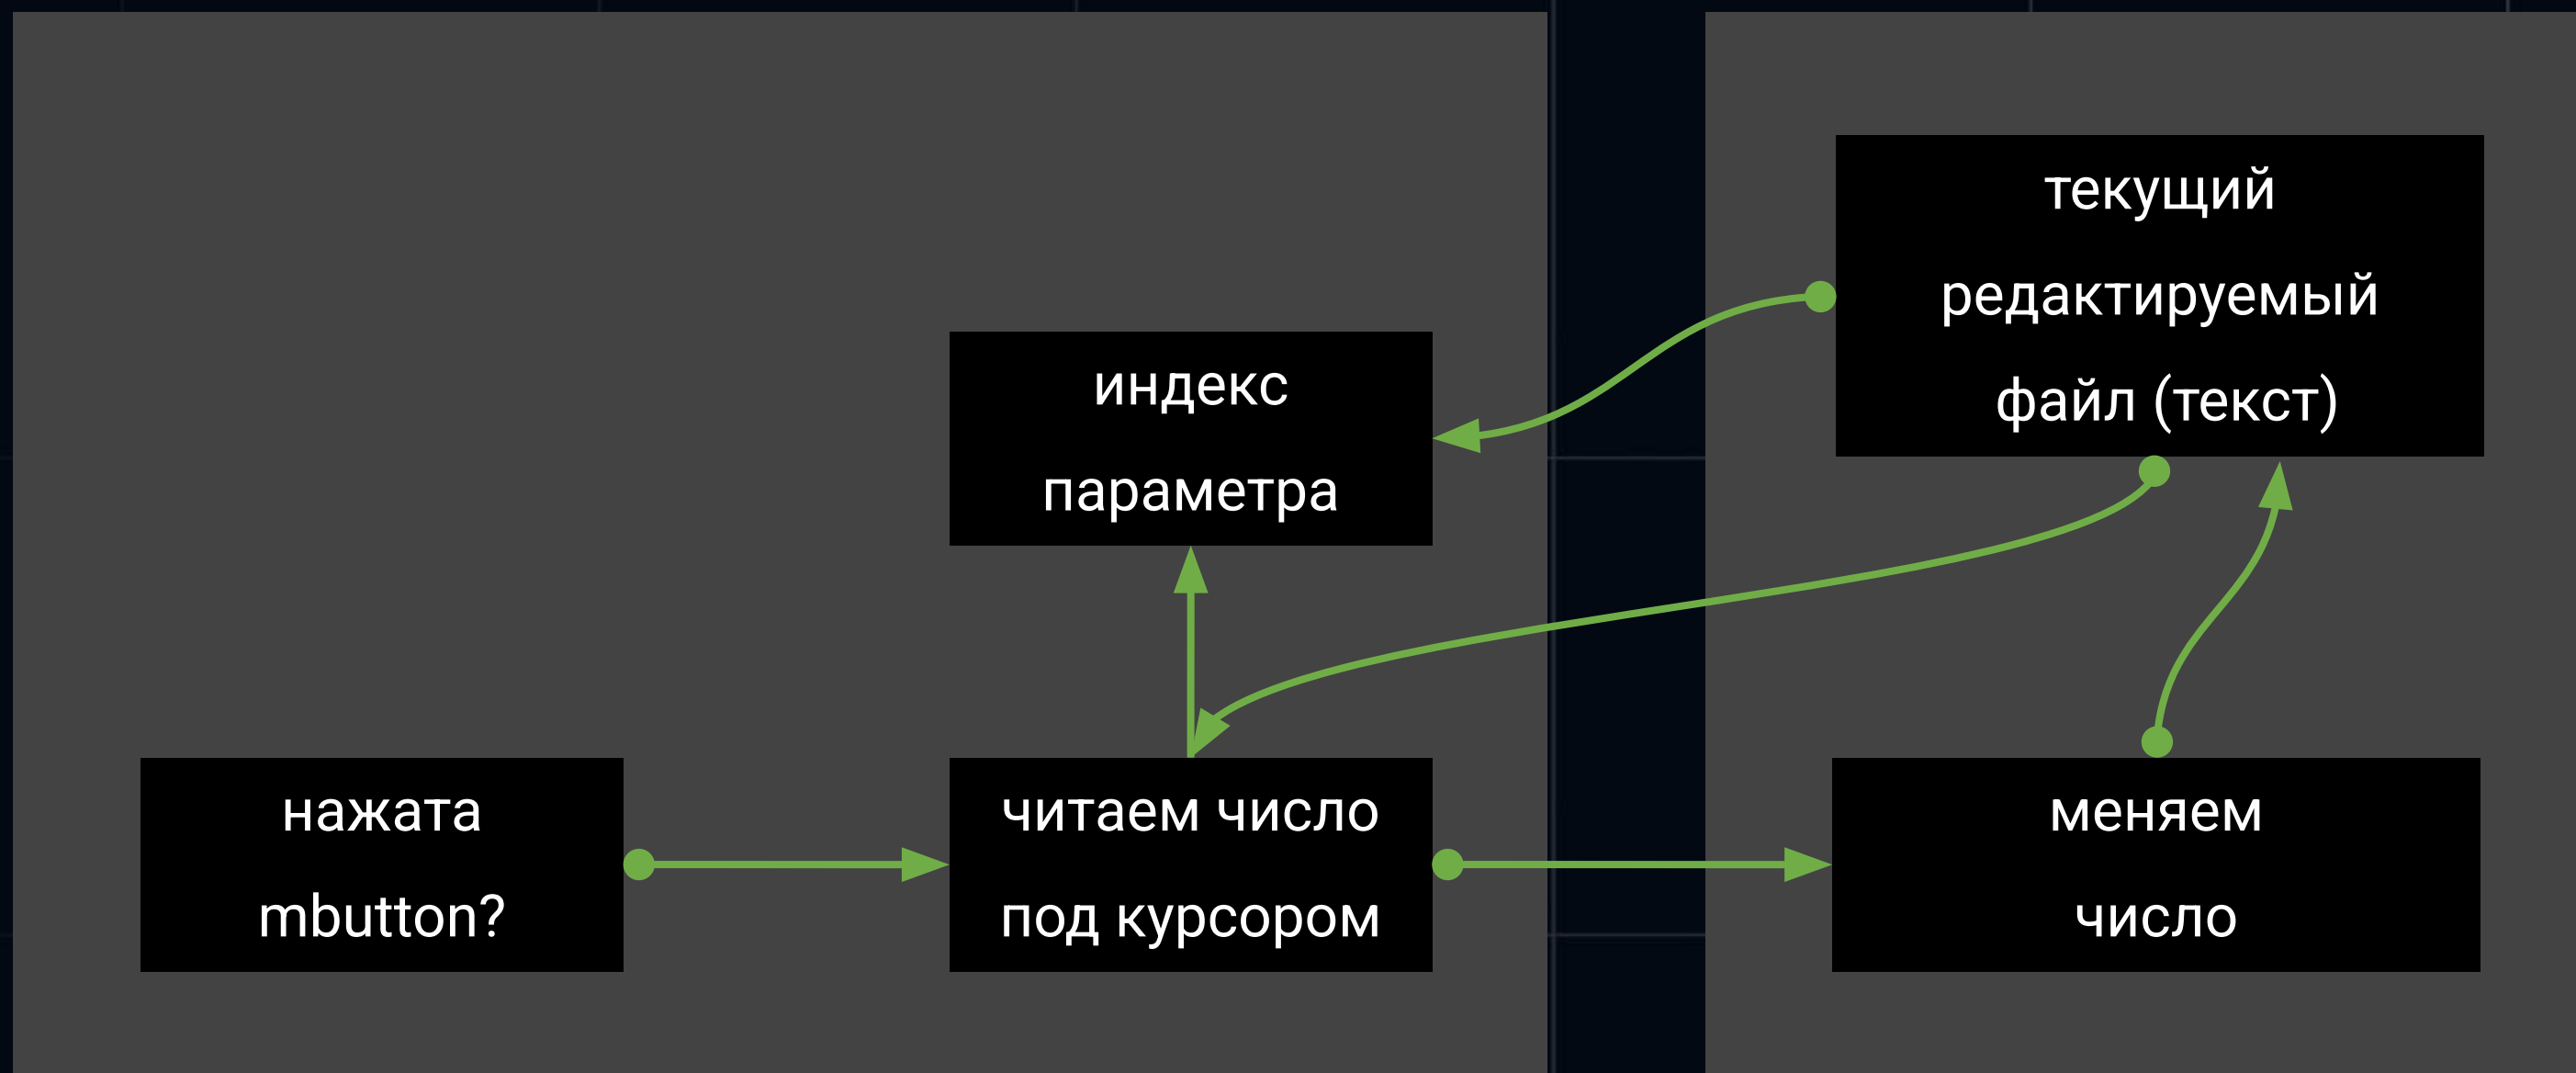 текущий
редактируемый
файл (текст)
индекс
параметра
нажата
mbutton?
читаем число
под курсором
меняем
число